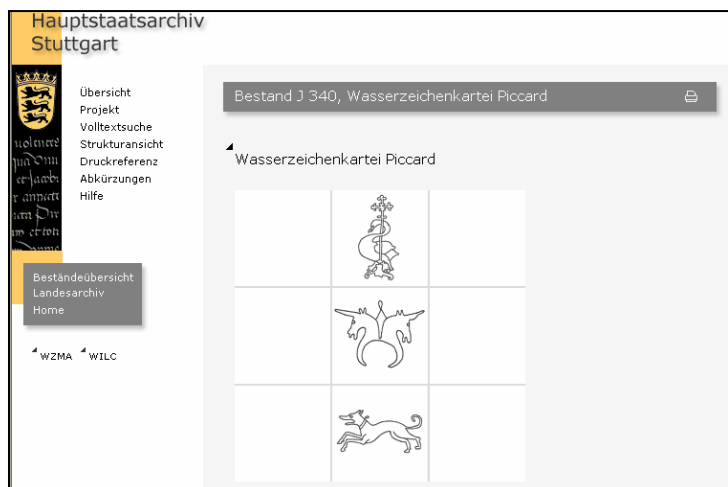 Hauptstaatsarchiv
Stuttgart
Übersicht
Projekt
Volltextsuche
Strukturansicht
Druckreferenz
Abkürzungen
Hilfe
Beständeübersicht
Landesarchiv
Home
WZMA WILC
Bestand J 340, Wasserzeichenkartei Piccard
Wasserzeichenkartei Piccard